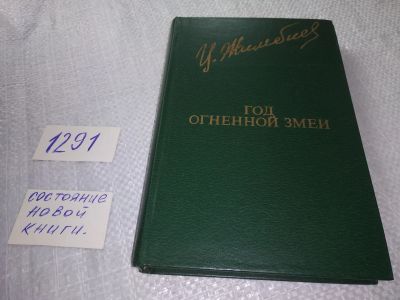 Ц. Жимбиев
ГОД
ОГНЕННОЙ ЗМЕИ
1291
состояние
новой
книги.